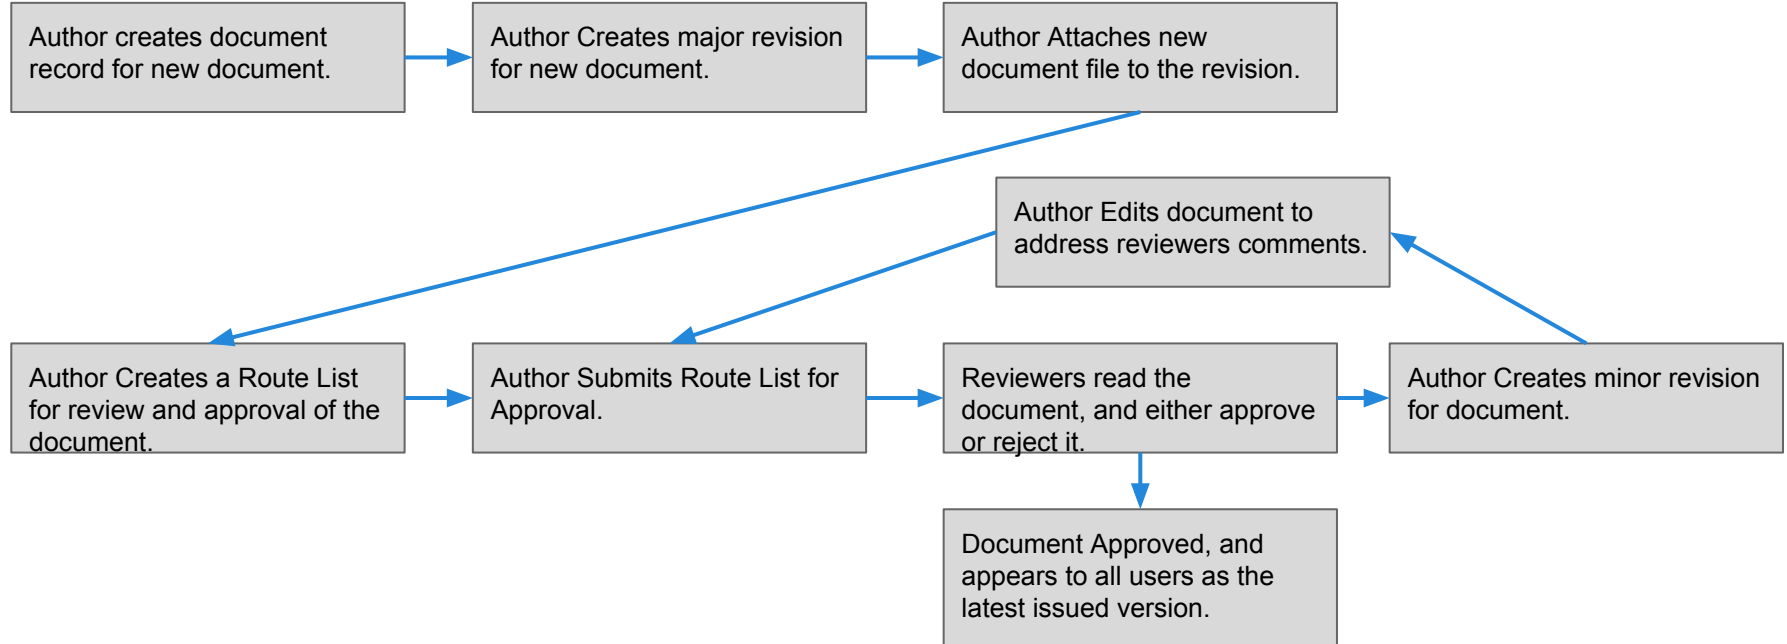 Author creates document
record for new document.
Author Creates major revision
for new document.
Author Attaches new
document file to the revision.
Author Edits document to
address reviewers comments.
Author Creates a Route List
for review and approval of the
document.
Author Submits Route List for
Approval.
Reviewers read the
document, and either approve
or reject it.
Author Creates minor revision
for document.
Document Approved, and
appears to all users as the
latest issued version.